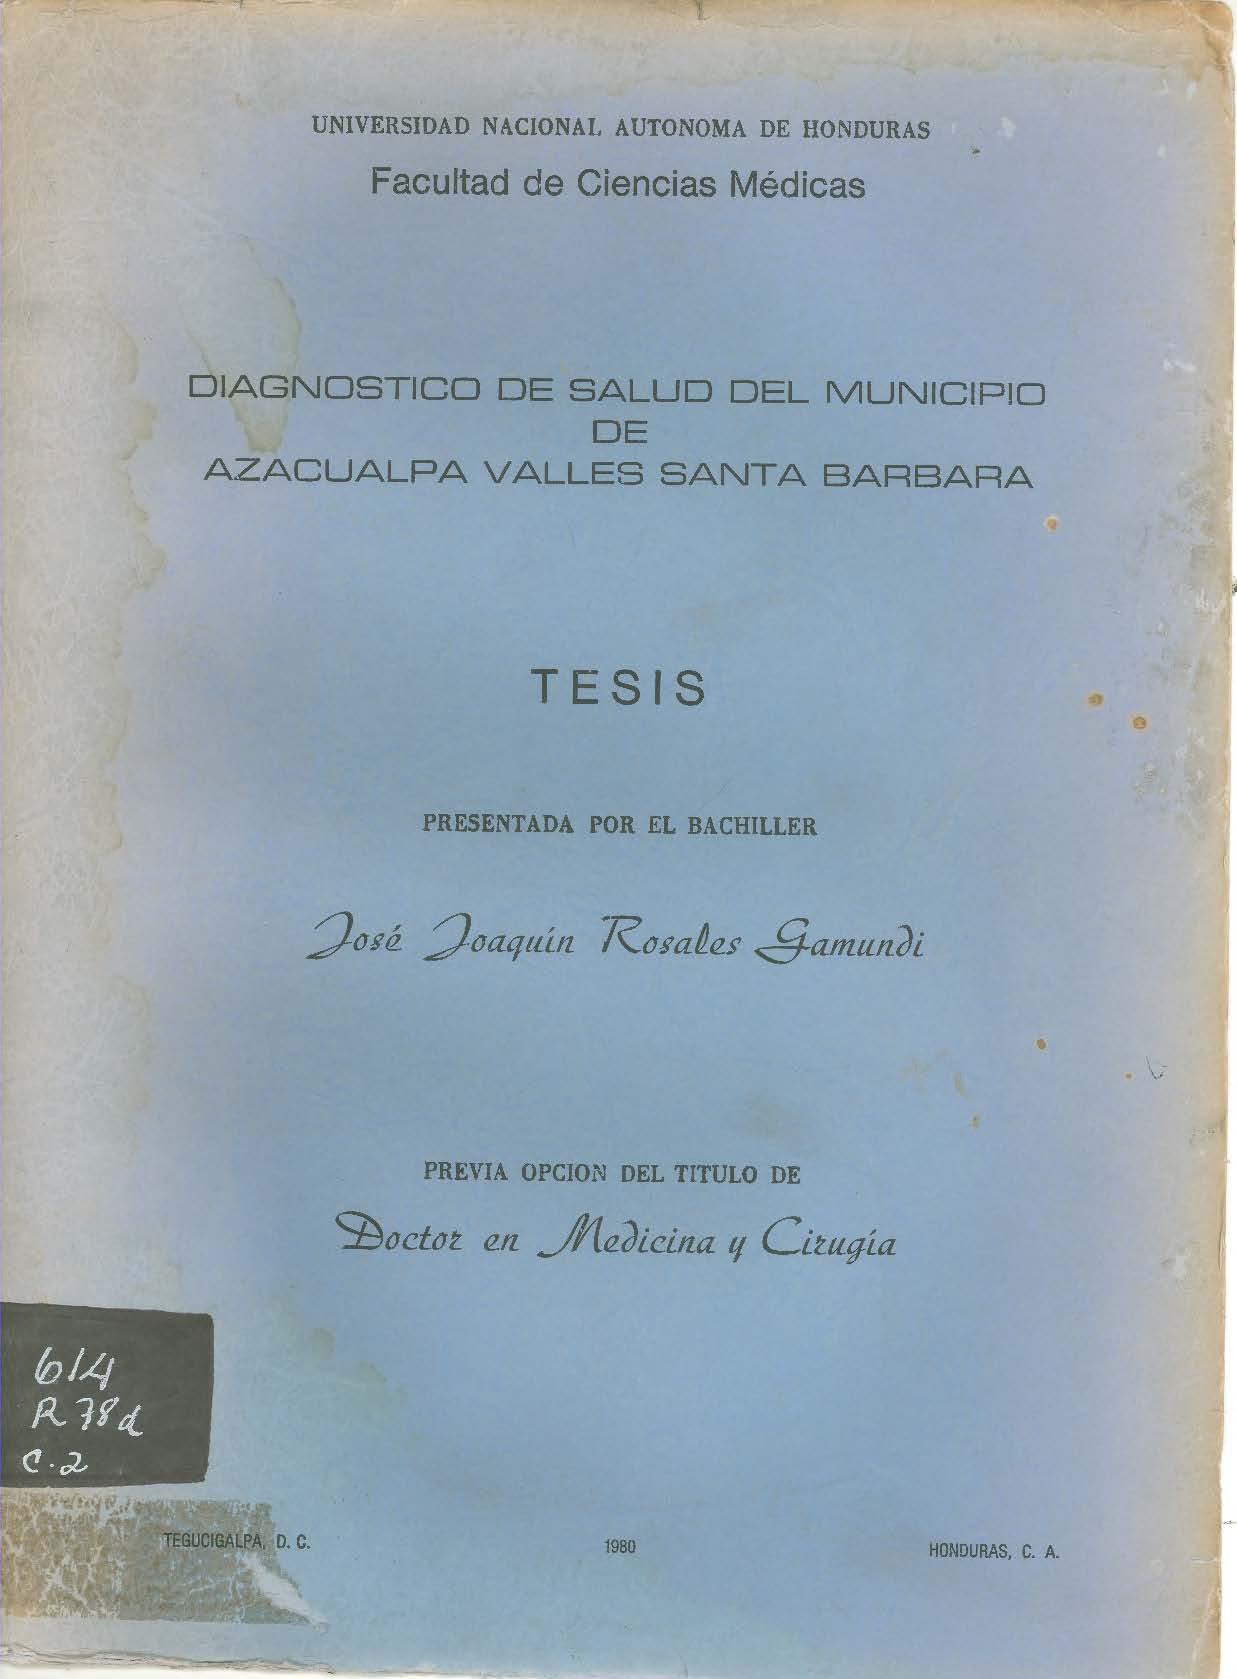 UNIVERSIDAD NACIONAL AUTONOMA DE HONDURAS
Facultad de Ciencias Médicas
DIAGNOSTICO DE SALUD DEL MUNICIPIO
DE
AZACUALPA VALLES SANTA BARBARA
TESIS
PRESENTADA POR EL BACHILLER
José Joaquín Rosales Gamundi
PREVIA OPCION DEL TITULO DE
Doctor en Medicina y Cirugía
614
R78d
C.2
TEGUCIGALPA, D. C. 1980 HONDURAS, C. A.